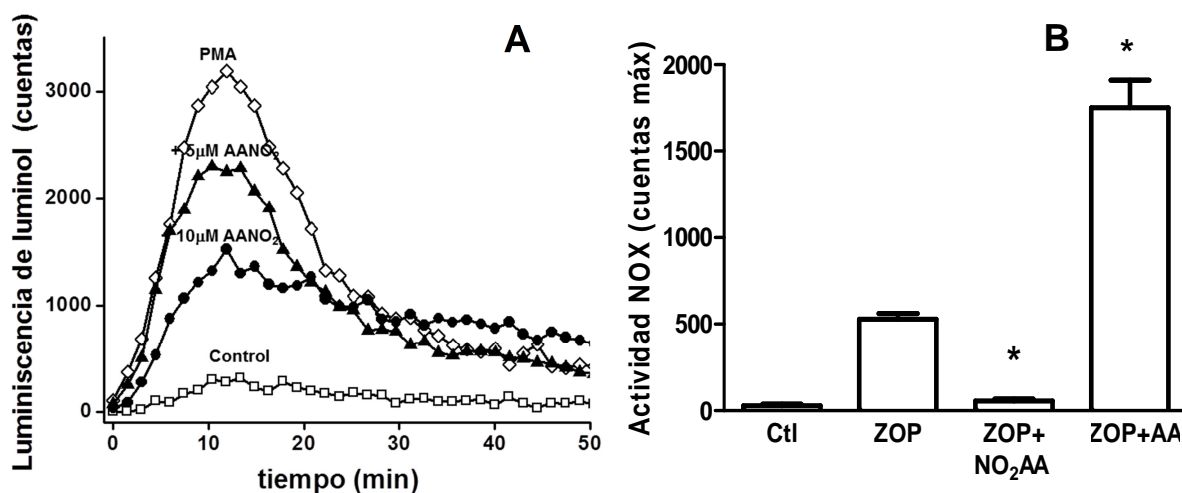 A
PMA
+ 5μM AANO2
10μM AANO2
Control
3000
2000
1000
0
Luminiscencia de luminol (cuentas)
0 10 20 30 40 50
tiempo (min)
B
*
*
2000
1500
1000
500
0
Actividad NOX (cuentas máx)
Ctl ZOP ZOP+ ZOP+AA
NO2AA